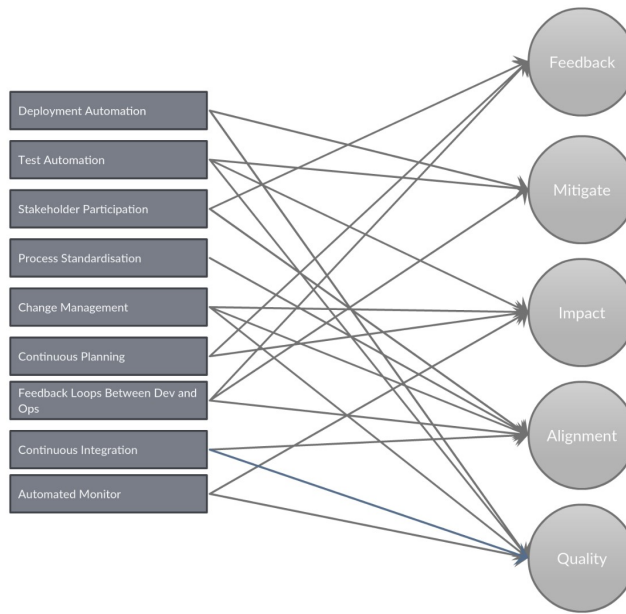 Deployment Automation
Test Automation
Stakeholder Participation
Process Standardisation
Change Management
Continuous Planning
Feedback Loops Between Dev and
Ops
Continuous Integration
Automated Monitor
Feedback
Mitigate
Impact
Alignment
Quality